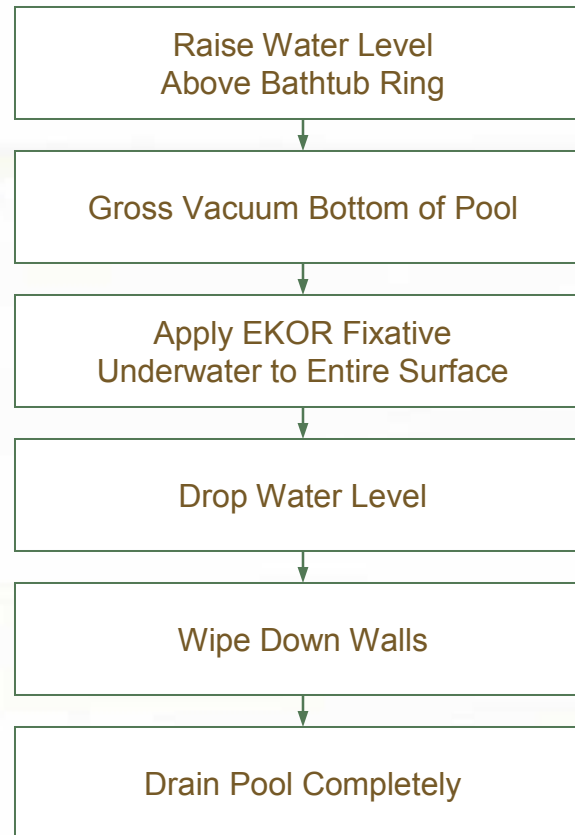 Raise Water Level
Above Bathtub Ring
Gross Vacuum Bottom of Pool
Apply EKOR Fixative
Underwater to Entire Surface
Drop Water Level
Wipe Down Walls
Drain Pool Completely